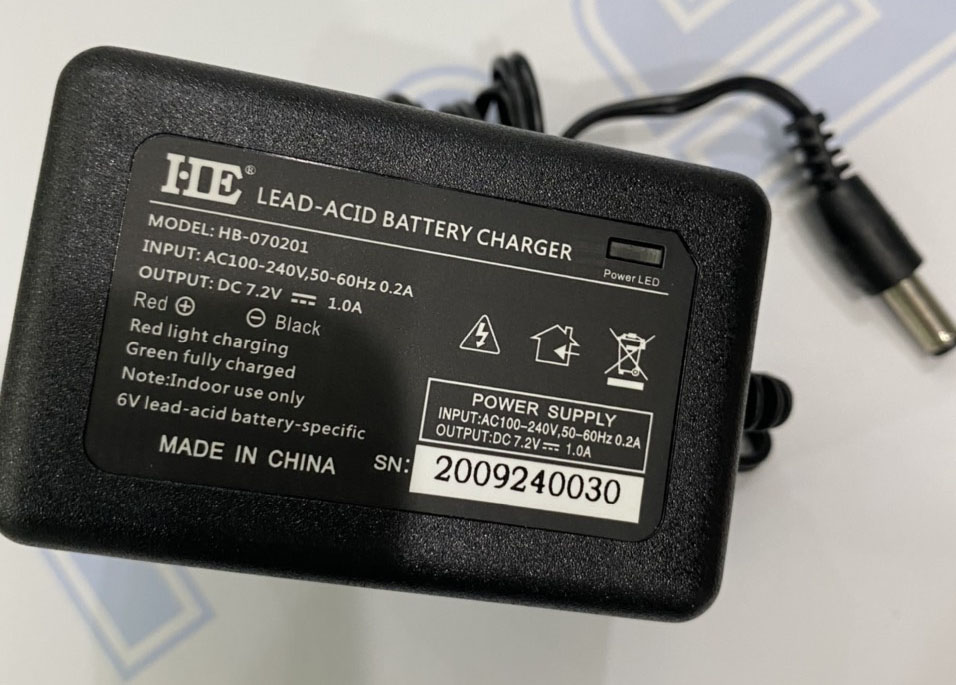 HE® LEAD-ACID BATTERY CHARGER
Power LED
MODEL: HB-070201
INPUT: AC100-240V,50-60Hz 0.2A
OUTPUT: DC 7.2V ⎓ 1.0A
Red ⊕ ⊖ Black
Red light charging
Green fully charged
Note:Indoor use only
6V lead-acid battery-specific
MADE IN CHINA
POWER SUPPLY
INPUT:AC100-240V,50-60Hz 0.2A
OUTPUT:DC 7.2V⎓ 1.0A
SN: 2009240030